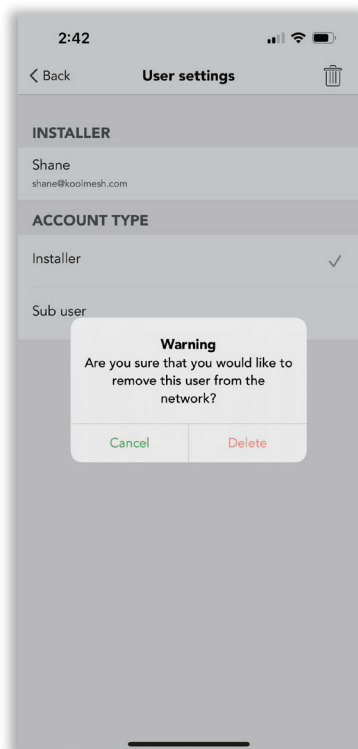 2:42
Back
User settings
INSTALLER
Shane
shane@koolmesh.com
ACCOUNT TYPE
Installer
Sub user
Warning
Are you sure that you would like to
remove this user from the
network?
Cancel
Delete